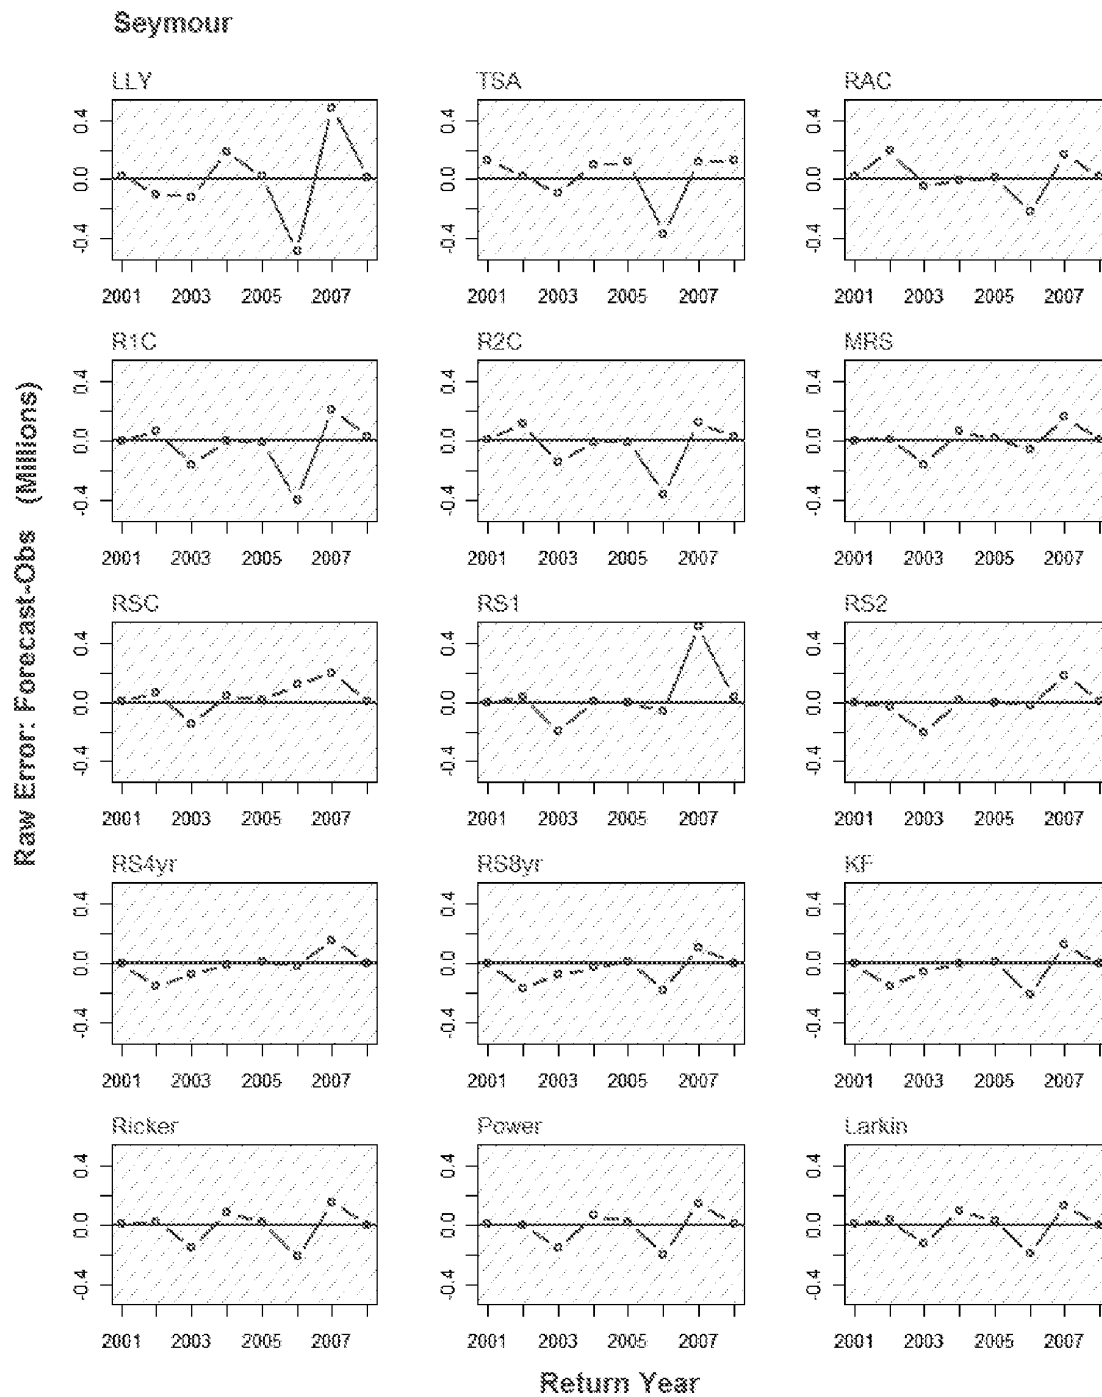 Seymour
LLY TSA RAC
0.4 0.4 0.4
0.0 0.0 0.0
-0.4 -0.4 -0.4
2001 2003 2005 2007 2001 2003 2005 2007 2001 2003 2005 2007
R1C R2C MRS
0.4 0.4 0.4
0.0 0.0 0.0
-0.4 -0.4 -0.4
2001 2003 2005 2007 2001 2003 2005 2007 2001 2003 2005 2007
Raw Error: Forecast-Obs (Millions)
RSC RS1 RS2
0.4 0.4 0.4
0.0 0.0 0.0
-0.4 -0.4 -0.4
2001 2003 2005 2007 2001 2003 2005 2007 2001 2003 2005 2007
RS4yr RS8yr KF
0.4 0.4 0.4
0.0 0.0 0.0
-0.4 -0.4 -0.4
2001 2003 2005 2007 2001 2003 2005 2007 2001 2003 2005 2007
Ricker Power Larkin
0.4 0.4 0.4
0.0 0.0 0.0
-0.4 -0.4 -0.4
2001 2003 2005 2007 2001 2003 2005 2007 2001 2003 2005 2007
Return Year